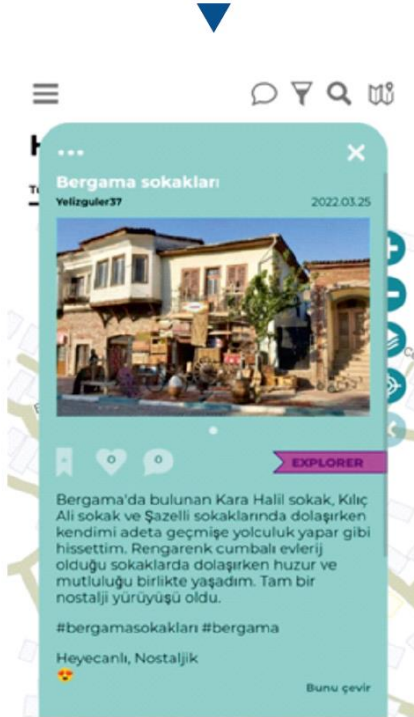 H
Tu
Bergama sokakları
Yelizguler37
2022.03.25
0
0
EXPLORER
Bergama'da bulunan Kara Halil sokak, Kılıç
Ali sokak ve Şazelli sokaklarında dolaşırken
kendimi adeta geçmişe yolculuk yapar gibi
hissettim. Rengarenk cumbalı evlerij
olduğu sokaklarda dolaşırken huzur ve
mutluluğu birlikte yaşadım. Tam bir
nostalji yürüyüşü oldu.
#bergamasokakları #bergama
Heyecanlı, Nostaljik
😍
Bunu çevir